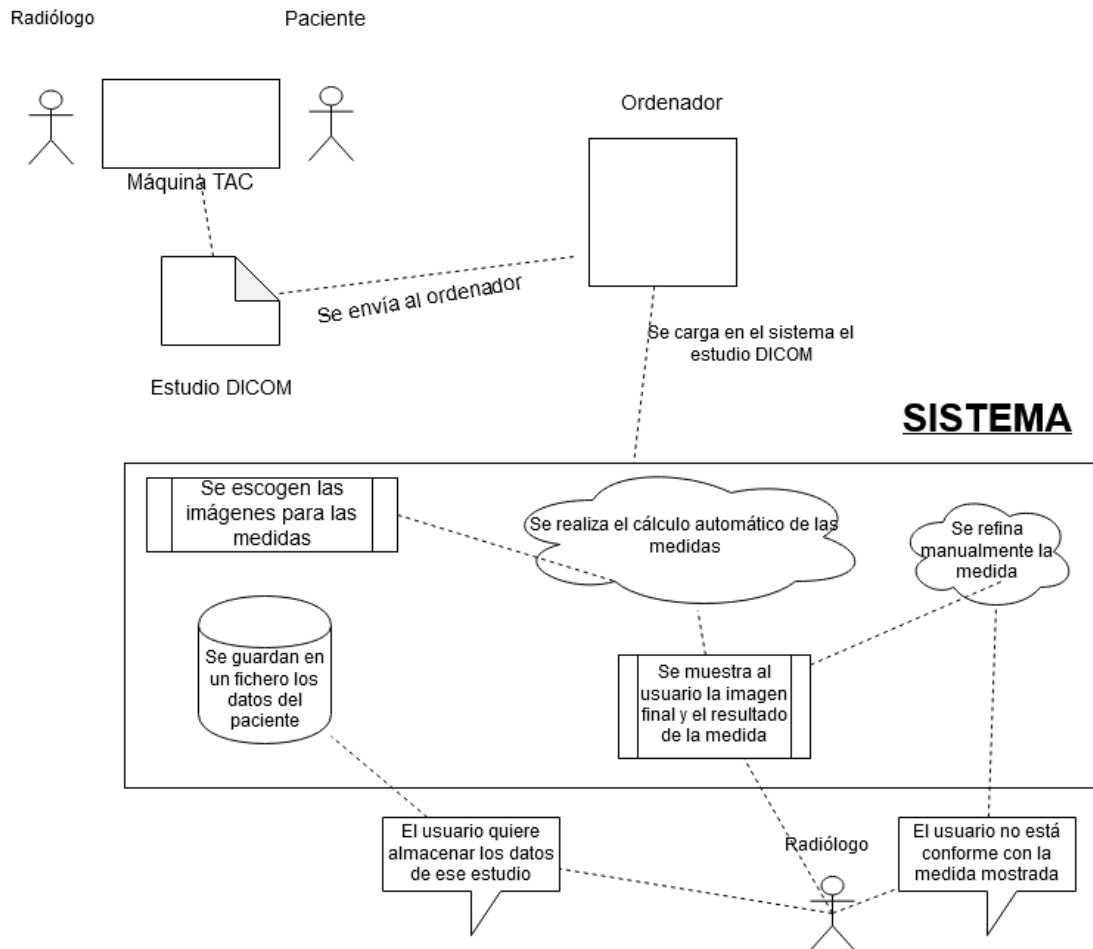 Radiólogo
Paciente
Ordenador
Máquina TAC
Se envía al ordenador
Se carga en el sistema el
estudio DICOM
Estudio DICOM
SISTEMA
Se escogen las
imágenes para las
medidas
Se realiza el cálculo automático de las
medidas
Se refina
manualmente la
medida
Se guardan en
un fichero los
datos del
paciente
Se muestra al
usuario la imagen
final y el resultado
de la medida
El usuario quiere
almacenar los datos
de ese estudio
Radiólogo
El usuario no está
conforme con la
medida mostrada